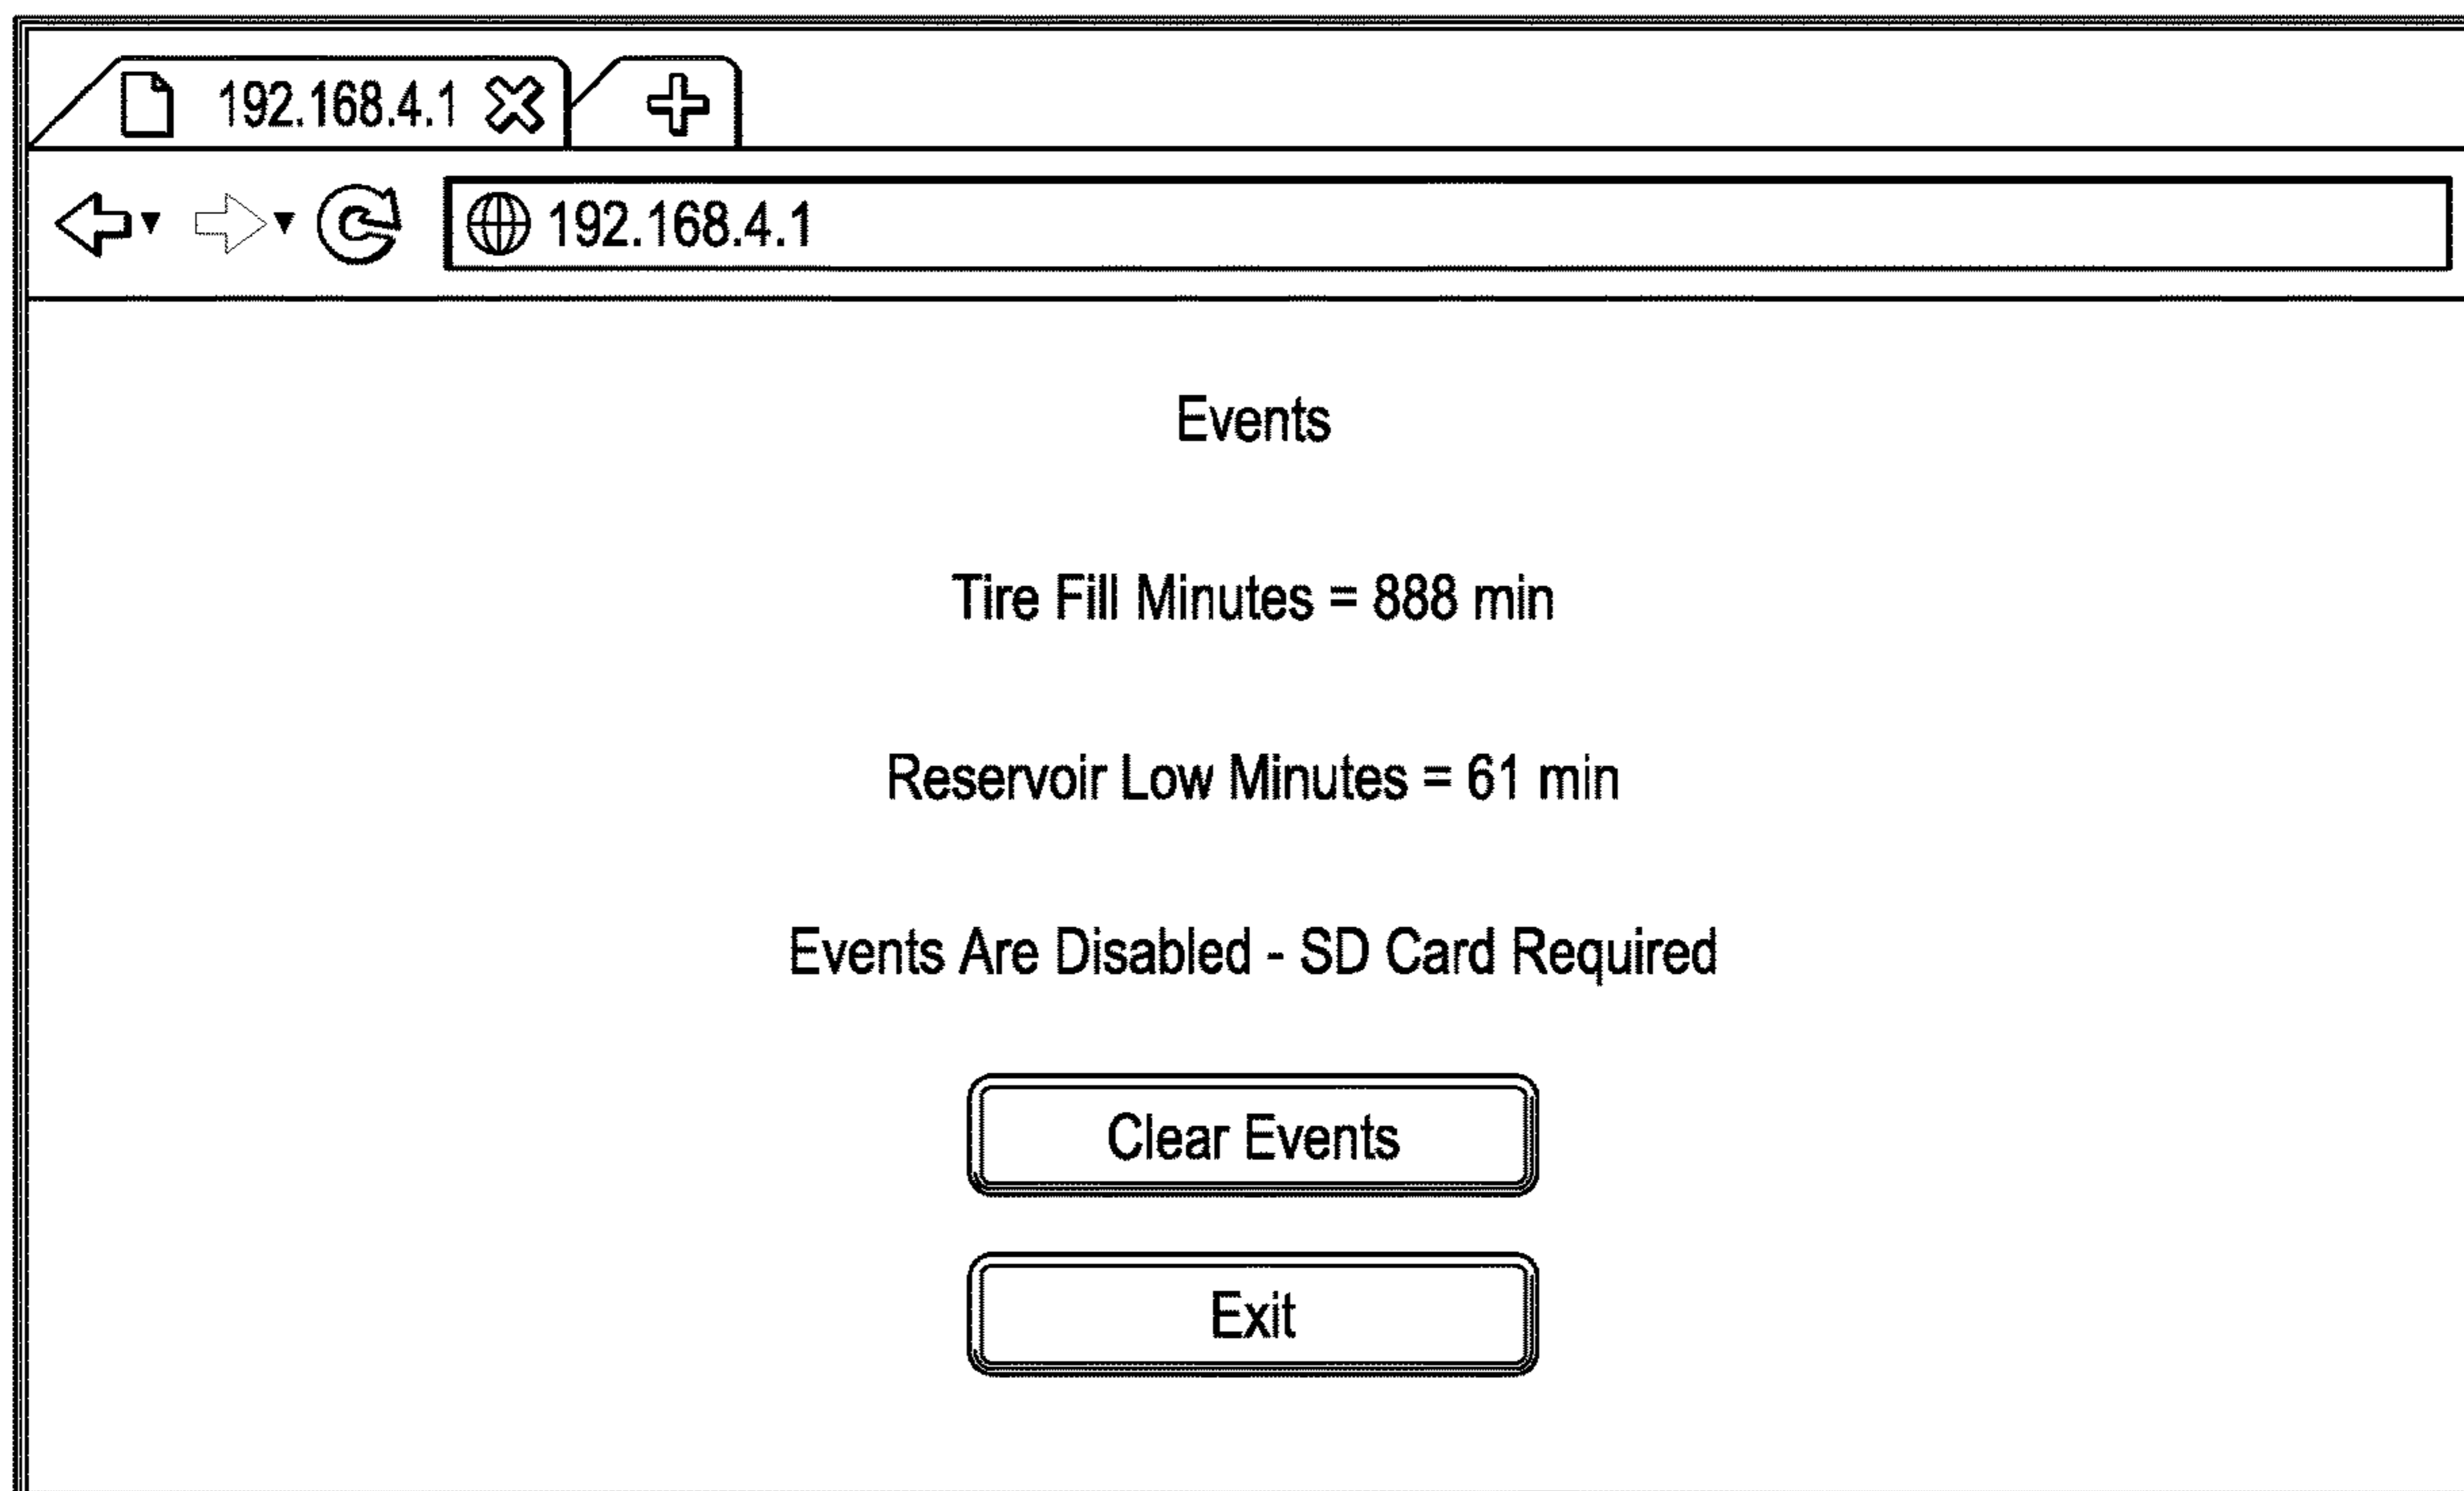 192.168.4.1
192.168.4.1
Events
Tire Fill Minutes = 888 min
Reservoir Low Minutes = 61 min
Events Are Disabled - SD Card Required
Clear Events
Exit